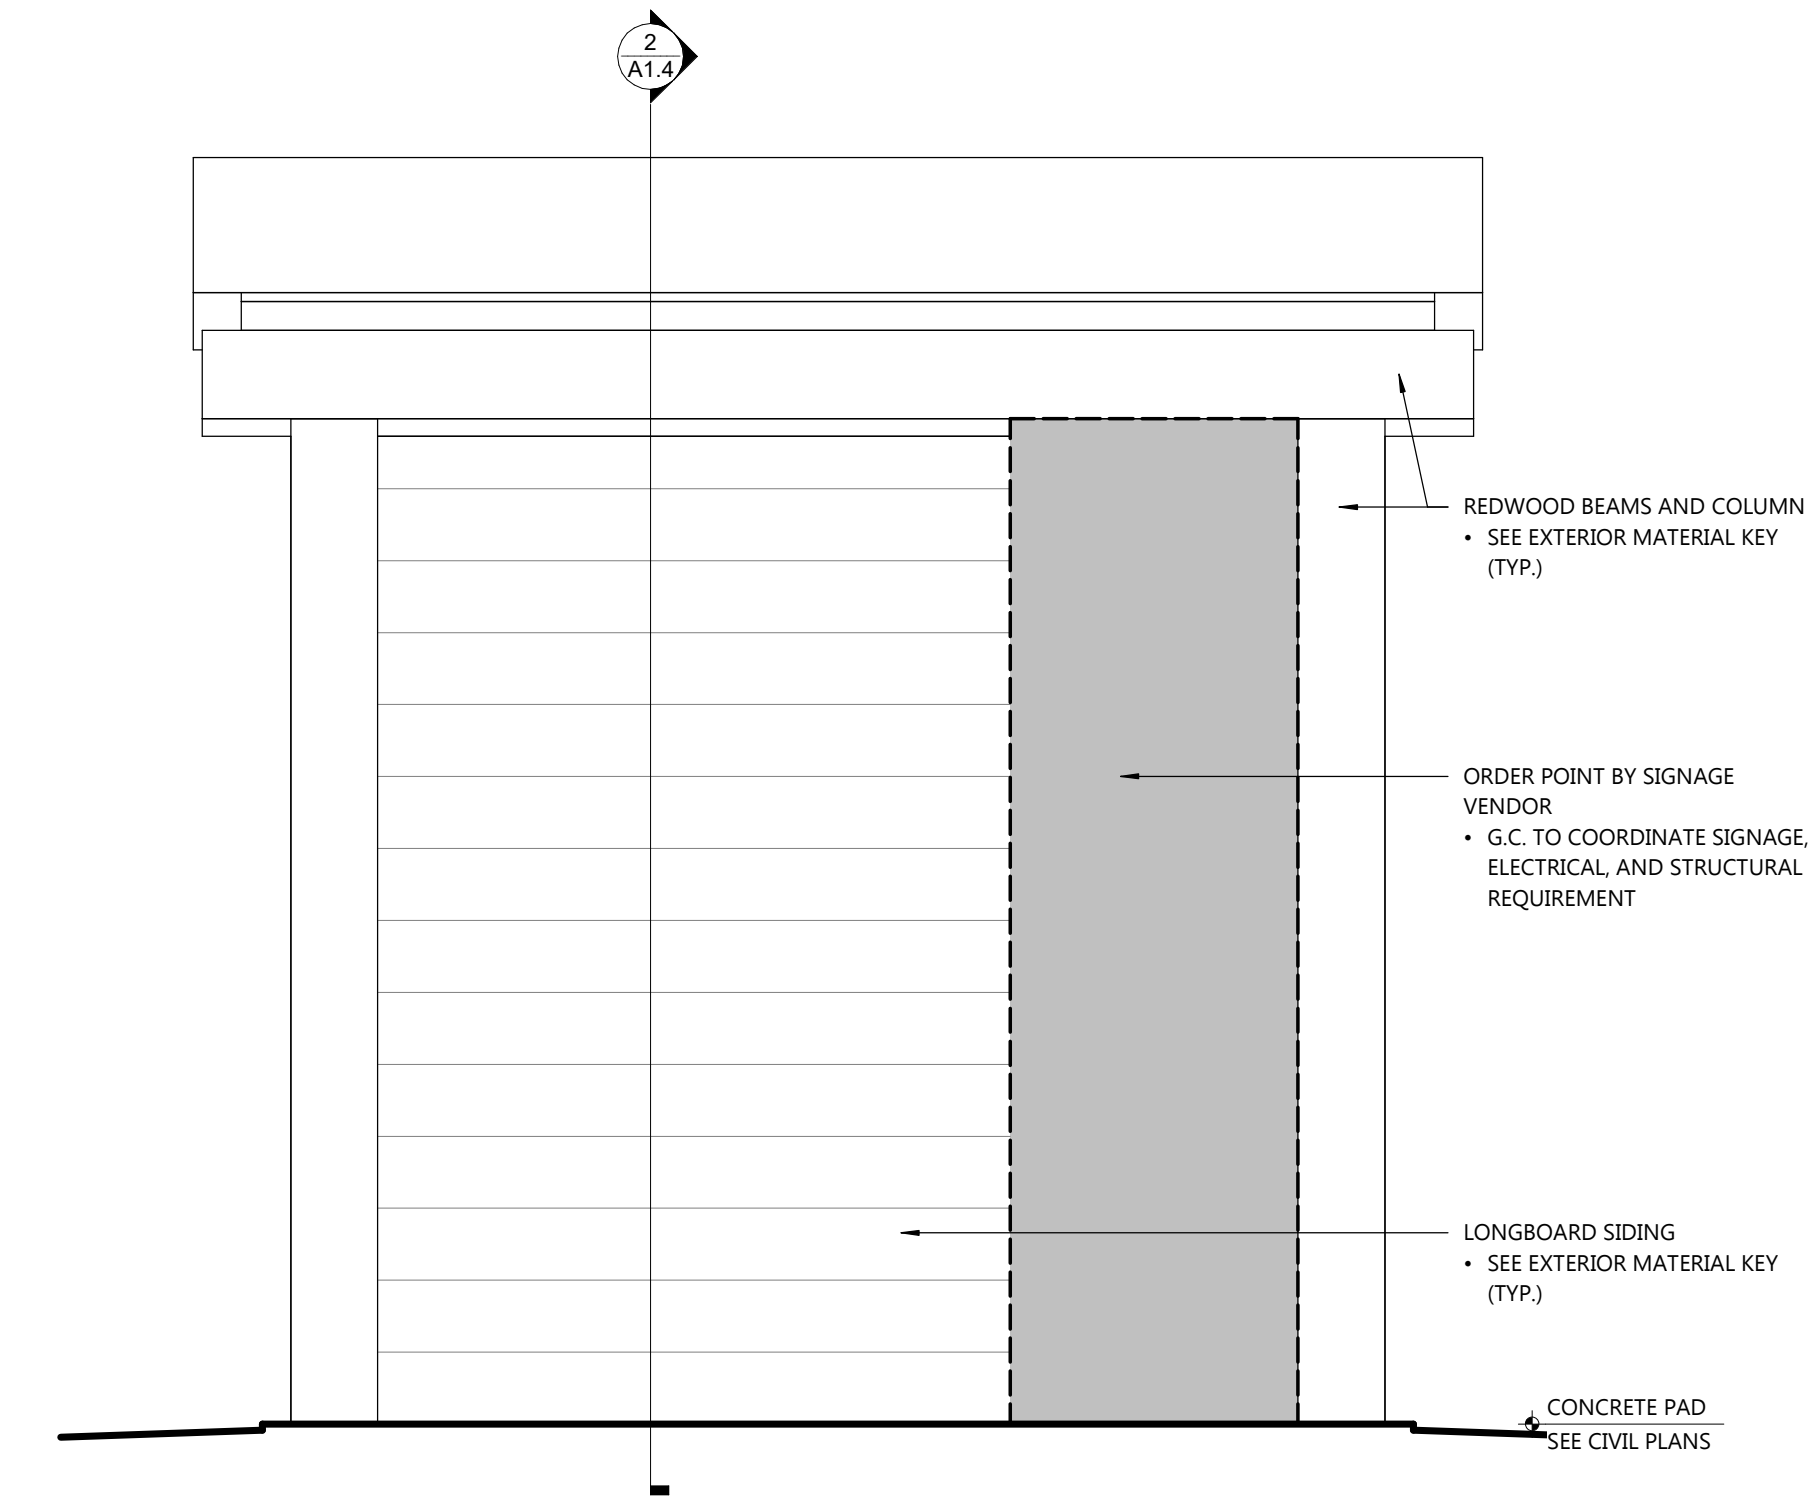 2
A1.4
REDWOOD BEAMS AND COLUMN
• SEE EXTERIOR MATERIAL KEY
(TYP.)
ORDER POINT BY SIGNAGE
VENDOR
• G.C. TO COORDINATE SIGNAGE,
ELECTRICAL, AND STRUCTURAL
REQUIREMENT
LONGBOARD SIDING
• SEE EXTERIOR MATERIAL KEY
(TYP.)
CONCRETE PAD
SEE CIVIL PLANS